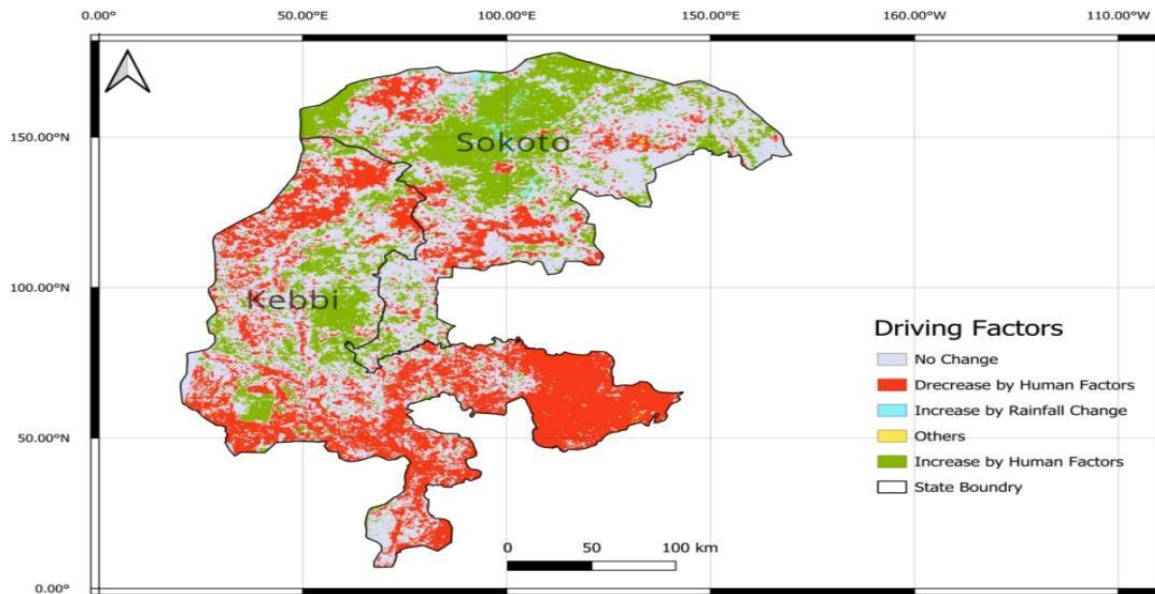 0.00° 50.00°E 100.00°E 150.00°E 160.00°W 110.00°W
150.00°N
Sokoto
100.00°N
Kebbi
Driving Factors
No Change
Drecrease by Human Factors
Increase by Rainfall Change
Others
Increase by Human Factors
State Boundry
50.00°N
0 50 100 km
0.00°